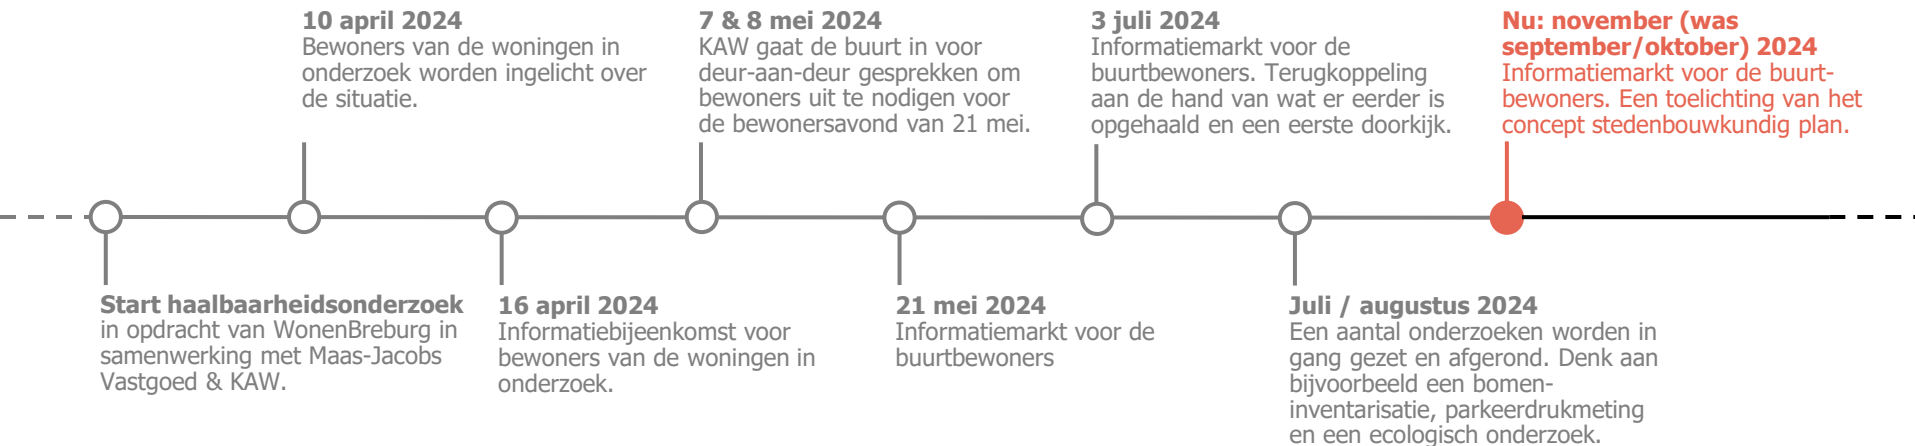 10 april 2024
Bewoners van de woningen in
onderzoek worden ingelicht over
de situatie.
7 & 8 mei 2024
KAW gaat de buurt in voor
deur-aan-deur gesprekken om
bewoners uit te nodigen voor
de bewonersavond van 21 mei.
3 juli 2024
Informatiemarkt voor de
buurtbewoners. Terugkoppeling
aan de hand van wat er eerder is
opgehaald en een eerste doorkijk.
Nu: november (was
september/oktober) 2024
Informatiemarkt voor de buurt-
bewoners. Een toelichting van het
concept stedenbouwkundig plan.
Start haalbaarheidsonderzoek
in opdracht van WonenBreburg in
samenwerking met Maas-Jacobs
Vastgoed & KAW.
16 april 2024
Informatiebijeenkomst voor
bewoners van de woningen in
onderzoek.
21 mei 2024
Informatiemarkt voor de
buurtbewoners
Juli / augustus 2024
Een aantal onderzoeken worden in
gang gezet en afgerond. Denk aan
bijvoorbeeld een bomen-
inventarisatie, parkeerdrukmeting
en een ecologisch onderzoek.